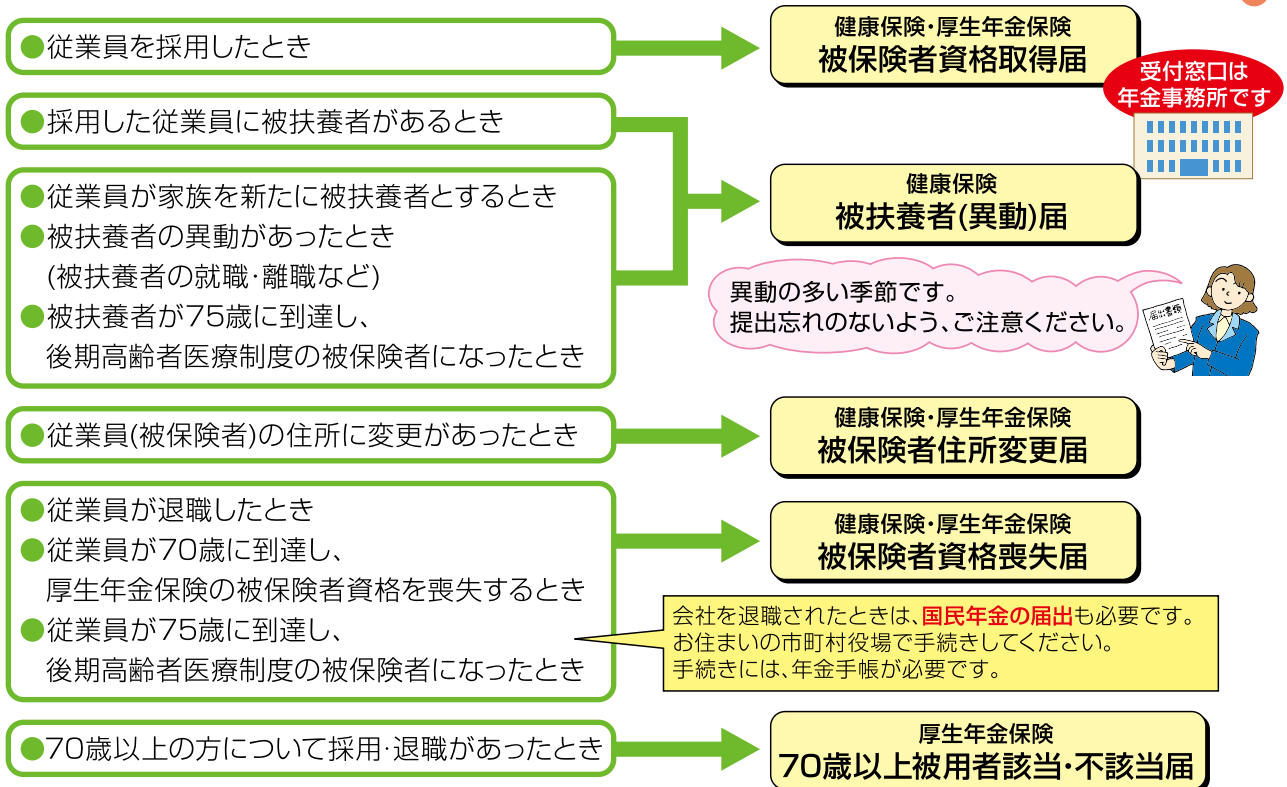 ●従業員を採用したとき
健康保険・厚生年金保険
被保険者資格取得届
受付窓口は
年金事務所です
●採用した従業員に被扶養者があるとき
●従業員が家族を新たに被扶養者とするとき
●被扶養者の異動があったとき
(被扶養者の就職・離職など)
●被扶養者が75歳に到達し、
後期高齢者医療制度の被保険者になったとき
健康保険
被扶養者(異動)届
異動の多い季節です。
提出忘れのないよう、ご注意ください。
届出書類
●従業員(被保険者)の住所に変更があったとき
健康保険・厚生年金保険
被保険者住所変更届
●従業員が退職したとき
●従業員が70歳に到達し、
厚生年金保険の被保険者資格を喪失するとき
●従業員が75歳に到達し、
後期高齢者医療制度の被保険者になったとき
健康保険・厚生年金保険
被保険者資格喪失届
会社を退職されたときは、国民年金の届出も必要です。
お住まいの市町村役場で手続きしてください。
手続きには、年金手帳が必要です。
●70歳以上の方について採用・退職があったとき
厚生年金保険
70歳以上被用者該当・不該当届